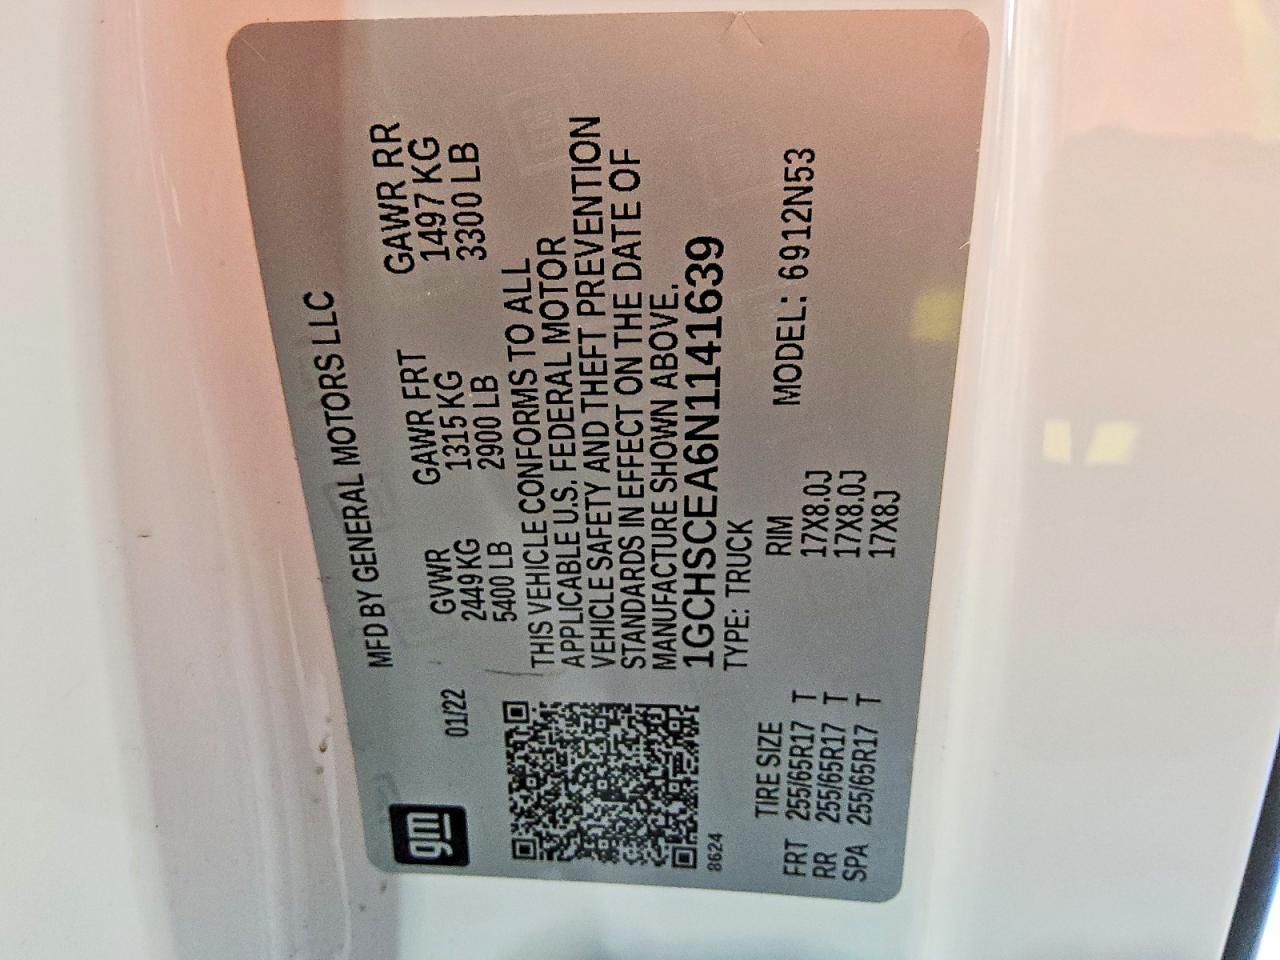 gm
MFD BY GENERAL MOTORS LLC
01/22 GVWR GAWR FRT GAWR RR
2449 KG 1315 KG 1497 KG
5400 LB 2900 LB 3300 LB
THIS VEHICLE CONFORMS TO ALL
APPLICABLE U.S. FEDERAL MOTOR
VEHICLE SAFETY AND THEFT PREVENTION
STANDARDS IN EFFECT ON THE DATE OF
MANUFACTURE SHOWN ABOVE.
1GCHSCEA6N1141639
8624 TYPE: TRUCK
TIRE SIZE RIM MODEL: 6912N53
FRT 255/65R17 T 17X8.0J
RR 255/65R17 T 17X8.0J
SPA 255/65R17 T 17X8J